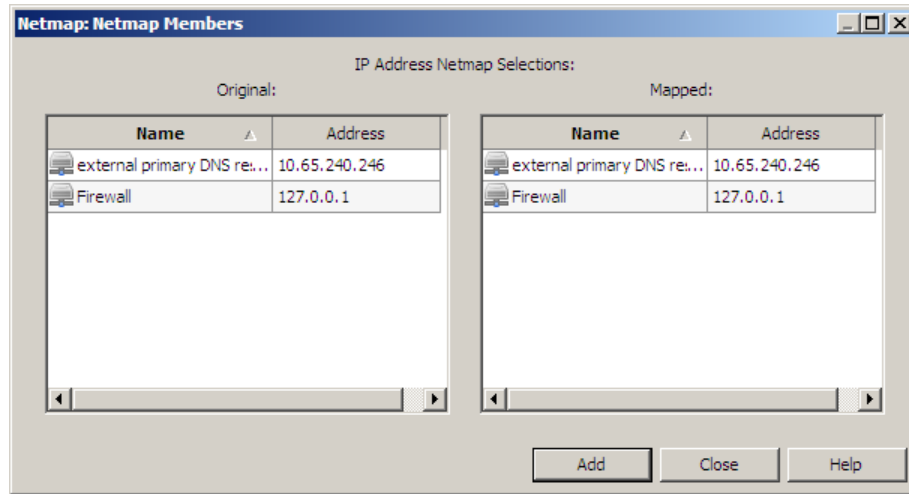 Netmap: Netmap Members
IP Address Netmap Selections:
Original:
Mapped:
Name Address
external primary DNS re... 10.65.240.246
Firewall 127.0.0.1
Name Address
external primary DNS re... 10.65.240.246
Firewall 127.0.0.1
Add Close Help